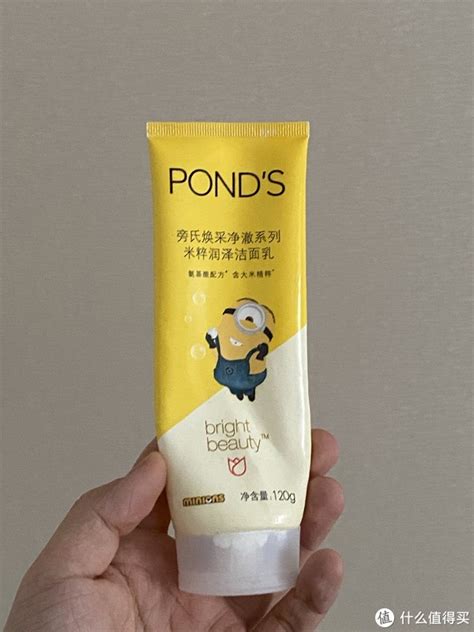 POND'S
旁氏焕采净澈系列
米粹润泽洁面乳
氨基酸配方* 含大米精粹*
bright
beauty™
minions
净含量:120g
值 什么值得买